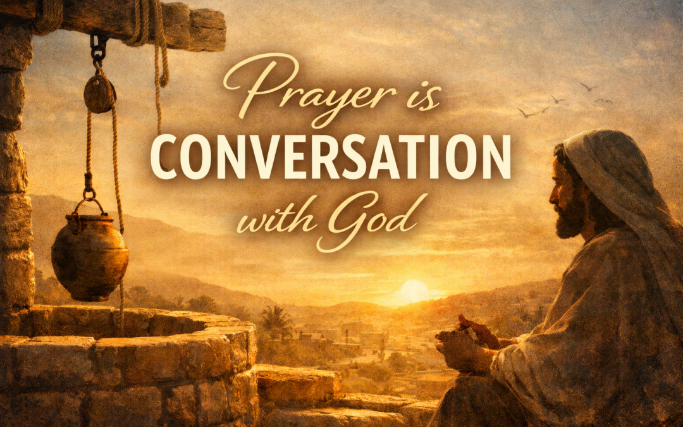 Prayer is
CONVERSATION
with God